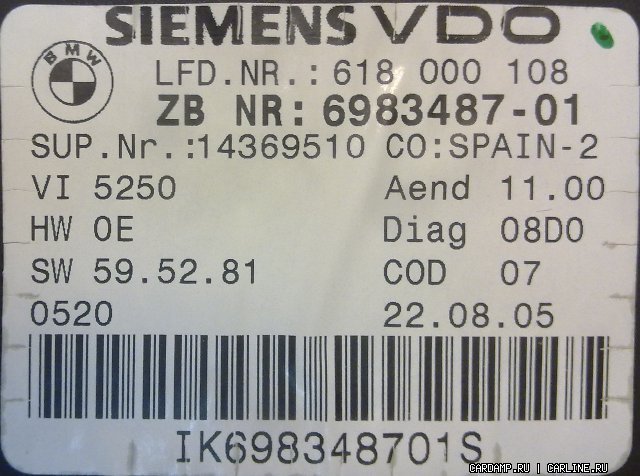 SIEMENS VDO
BMW
LFD.NR.: 618 000 108
ZB NR: 6983487-01
SUP.Nr.:14369510 CO:SPAIN-2
VI 5250 Aend 11.00
HW 0E Diag 08D0
SW 59.52.81 COD 07
0520 22.08.05
IK698348701S
CARDAMP.RU | CARLINE.RU